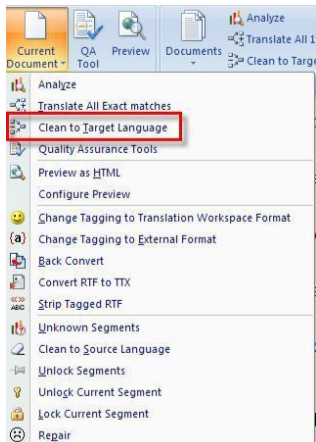 Current
Document
QA
Tool
Preview
Documents
Analyze
Translate All
Clean to Targe
Analyze
Translate All Exact matches
Clean to Target Language
Quality Assurance Tools
Preview as HTML
Configure Preview
Change Tagging to Translation Workspace Format
{a} Change Tagging to External Format
Back Convert
Convert RTF to TTX
ABC Strip Tagged RTF
Unknown Segments
Clean to Source Language
Unlock Segments
Unlock Current Segment
Lock Current Segment
Repair